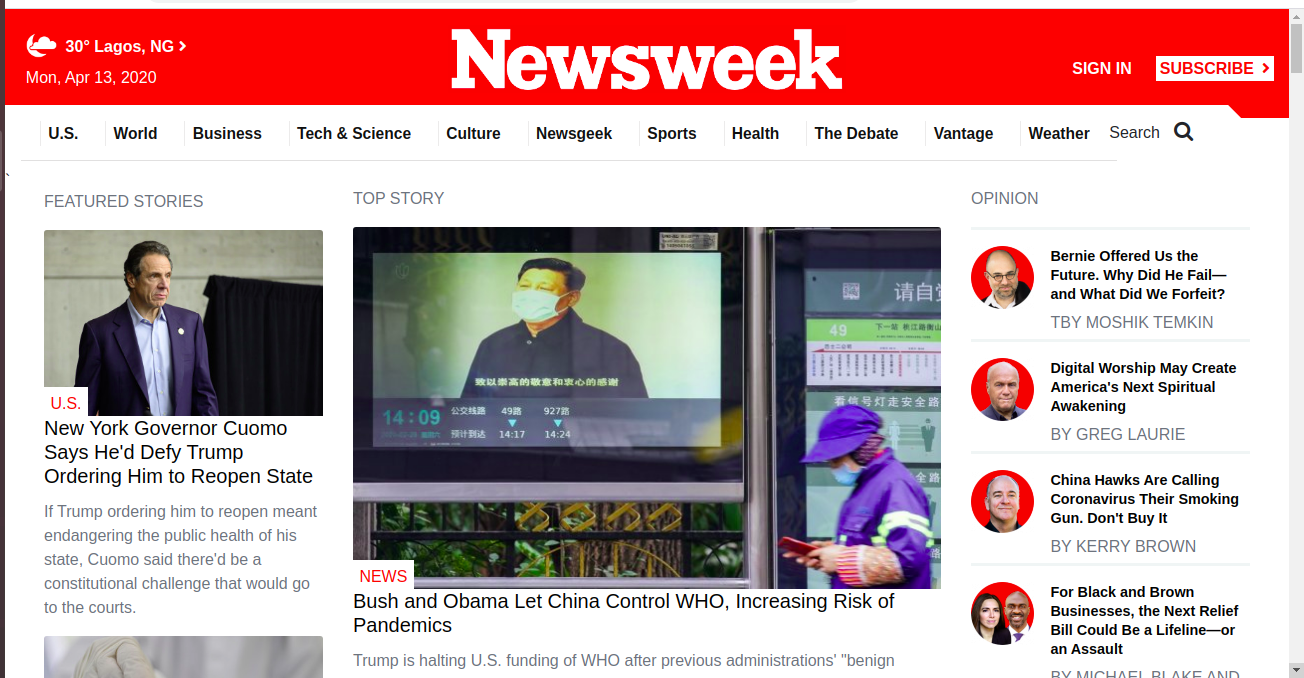 30° Lagos, NG
Mon, Apr 13, 2020
Newsweek
SIGN IN
SUBSCRIBE
U.S.
World
Business
Tech & Science
Culture
Newsgeek
Sports
Health
The Debate
Vantage
Weather
Search
FEATURED STORIES
U.S.
New York Governor Cuomo
Says He'd Defy Trump
Ordering Him to Reopen State
If Trump ordering him to reopen meant
endangering the public health of his
state, Cuomo said there'd be a
constitutional challenge that would go
to the courts.
TOP STORY
致以崇高的敬意和衷心的感谢
14:09
公交线路 49路 927路
预计到达 14:17 14:24
请自
49
看信号灯走安全路
NEWS
Bush and Obama Let China Control WHO, Increasing Risk of
Pandemics
Trump is halting U.S. funding of WHO after previous administrations' "benign
OPINION
Bernie Offered Us the
Future. Why Did He Fail—
and What Did We Forfeit?
TBY MOSHIK TEMKIN
Digital Worship May Create
America's Next Spiritual
Awakening
BY GREG LAURIE
China Hawks Are Calling
Coronavirus Their Smoking
Gun. Don't Buy It
BY KERRY BROWN
For Black and Brown
Businesses, the Next Relief
Bill Could Be a Lifeline—or
an Assault
BY MICHAEL BLAKE AND